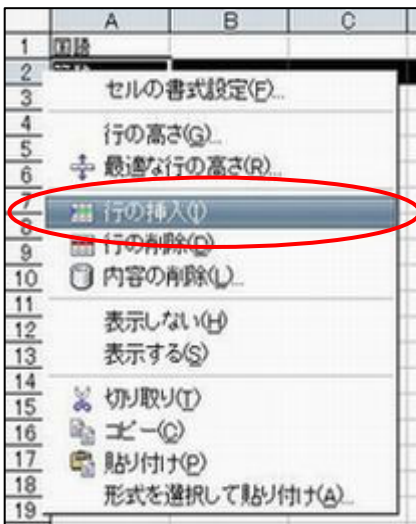 A B C
1 国語
2
3
4
5
6
7
8
9
10
11
12
13
14
15
16
17
18
19
セルの書式設定(F)...
行の高さ(G)...
最適な行の高さ(R)...
行の挿入(I)
行の削除(D)
内容の削除(L)...
表示しない(H)
表示する(S)
切り取り(T)
コピー(C)
貼り付け(P)
形式を選択して貼り付け(A)...